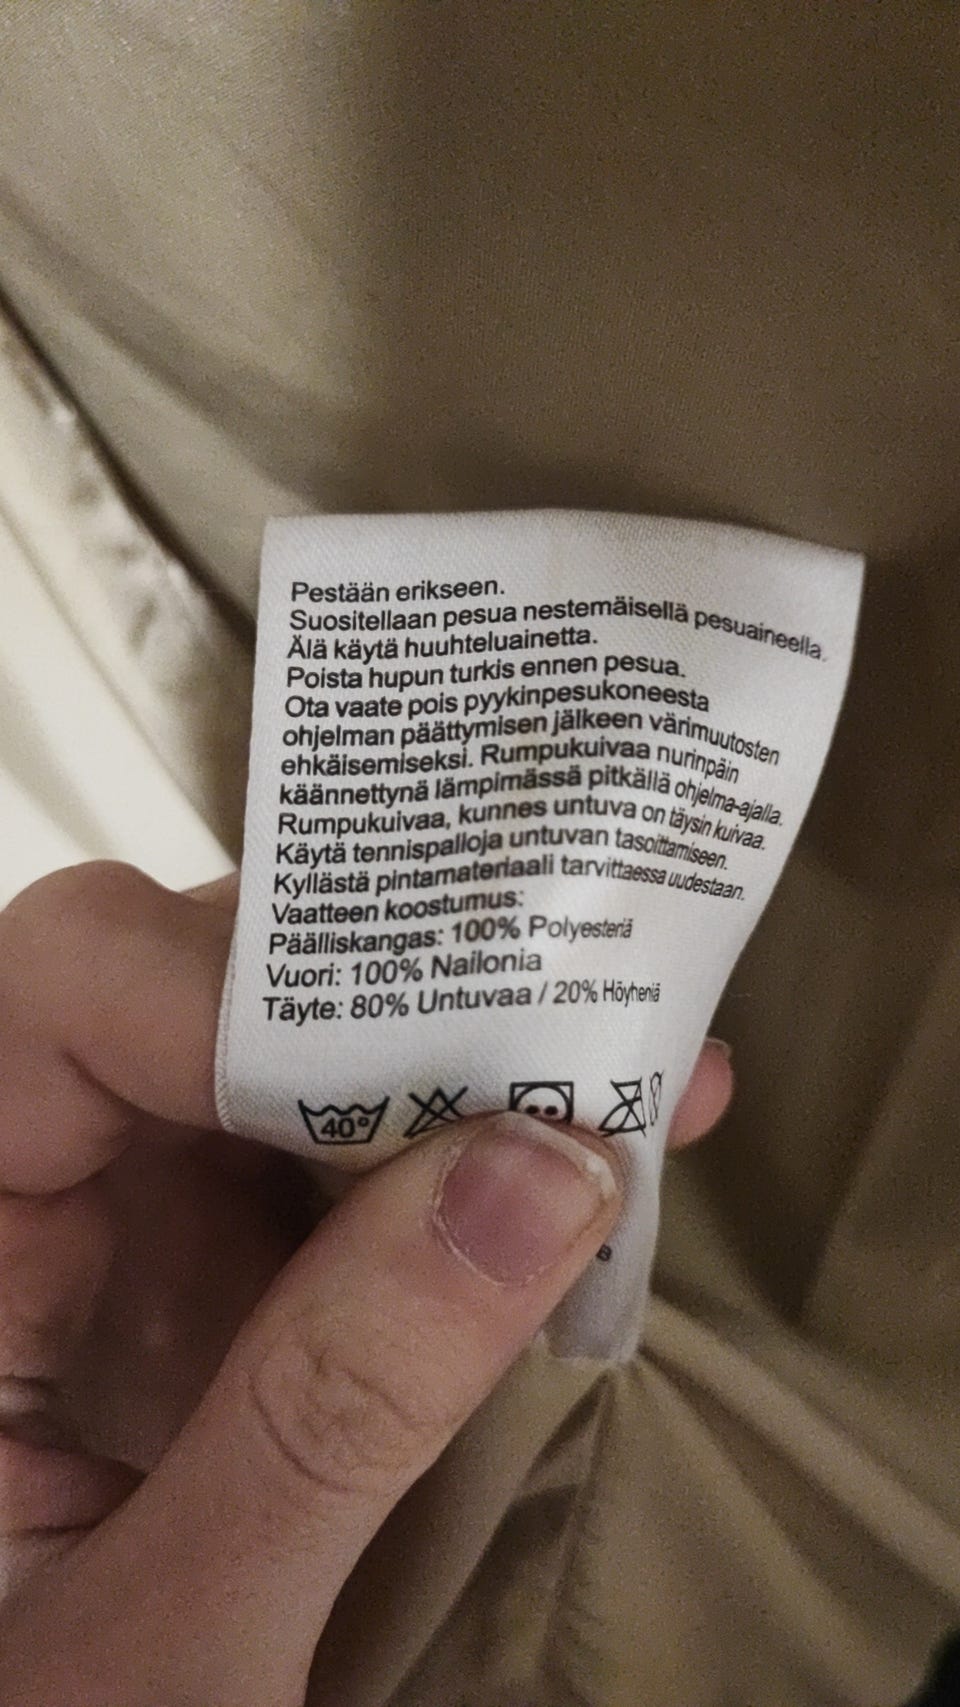 Pestään erikseen.
Suositellaan pesua nestemäisellä pesuaineella.
Älä käytä huuhteluainetta.
Poista hupun turkis ennen pesua.
Ota vaate pois pyykinpesukoneesta
ohjelman päättymisen jälkeen värimuutosten
ehkäisemiseksi. Rumpukuivaa nurinpäin
käännettynä lämpimässä pitkällä ohjelma-ajalla.
Rumpukuivaa, kunnes untuva on täysin kuivaa.
Käytä tennispalloja untuvan tasoittamiseen.
Kyllästä pintamateriaali tarvittaessa uudestaan.
Vaatteen koostumus:
Päälliskangas: 100% Polyesteriä
Vuori: 100% Nailonia
Täyte: 80% Untuvaa / 20% Höyheniä
40°